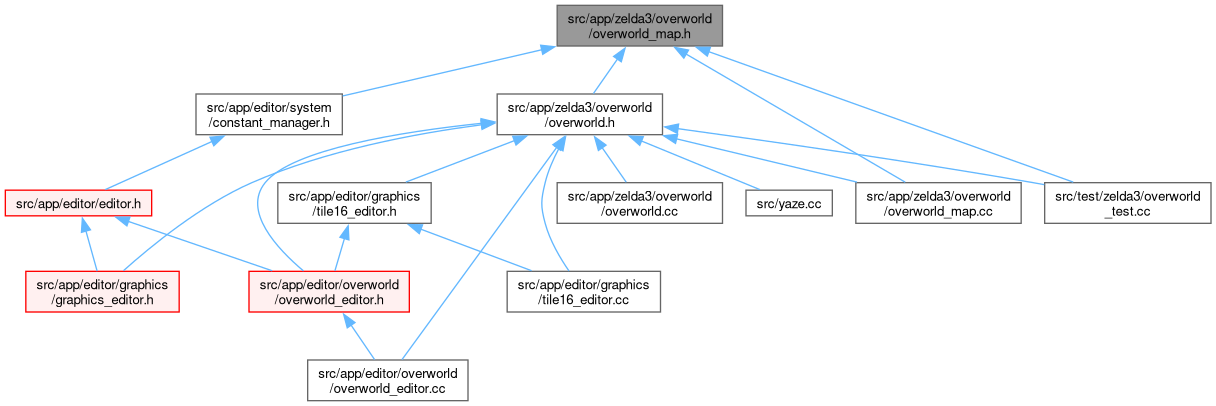 src/app/zelda3/overworld
/overworld_map.h
src/app/editor/system
/constant_manager.h
src/app/zelda3/overworld
/overworld.h
src/app/editor/editor.h
src/app/editor/graphics
/tile16_editor.h
src/app/zelda3/overworld
/overworld.cc
src/yaze.cc
src/app/zelda3/overworld
/overworld_map.cc
src/test/zelda3/overworld
_test.cc
src/app/editor/graphics
/graphics_editor.h
src/app/editor/overworld
/overworld_editor.h
src/app/editor/graphics
/tile16_editor.cc
src/app/editor/overworld
/overworld_editor.cc